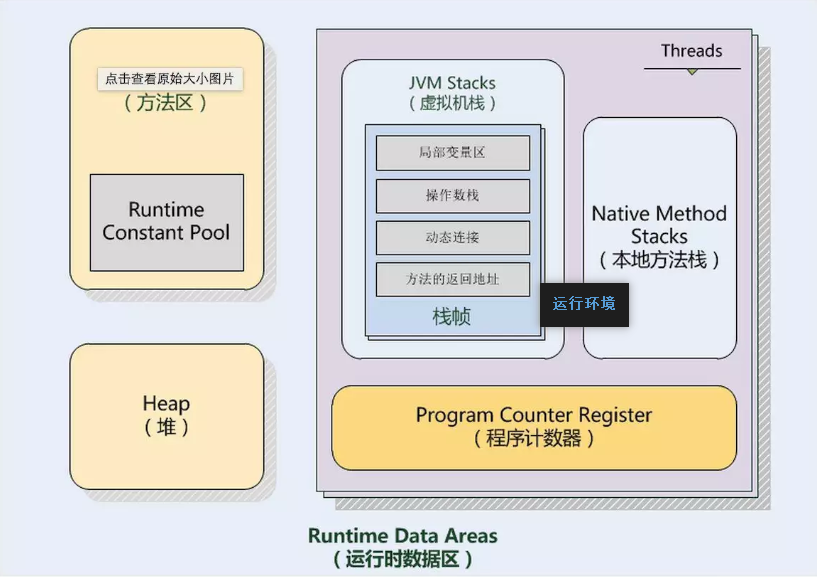 点击查看原始大小图片
（方法区）
Runtime
Constant Pool
Heap
（堆）
Threads
JVM Stacks
（虚拟机栈）
局部变量区
操作数栈
动态连接
方法的返回地址
栈帧
运行环境
Native Method
Stacks
（本地方法栈）
Program Counter Register
（程序计数器）
Runtime Data Areas
（运行时数据区）